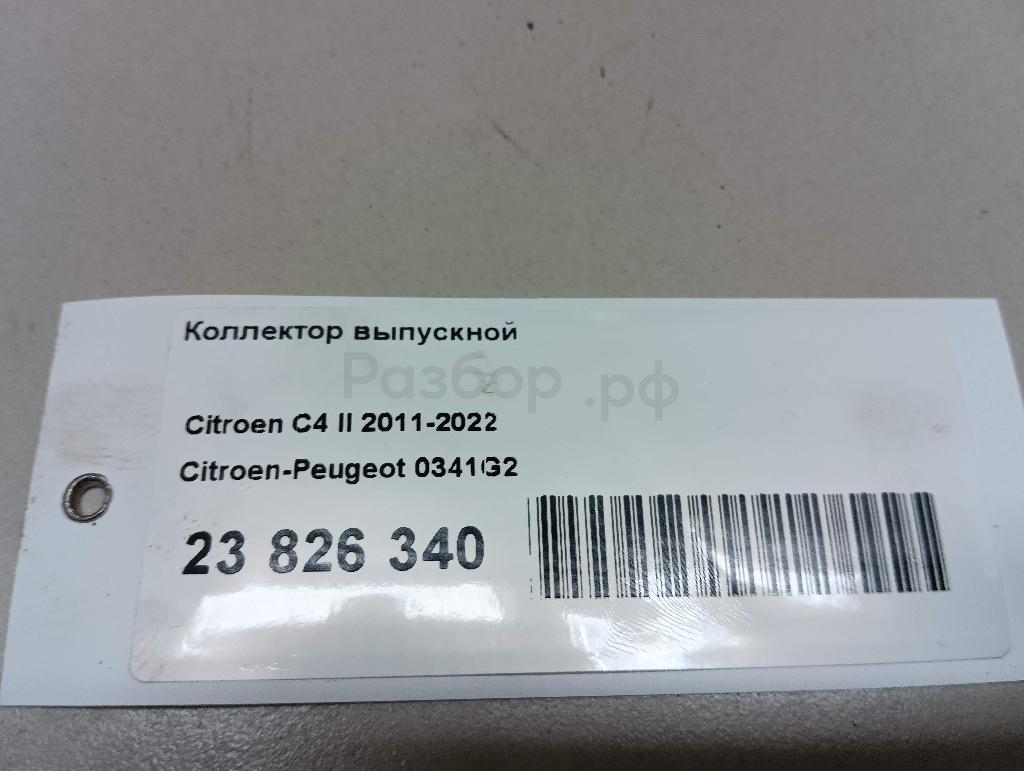 Коллектор выпускной
Разбор.рф
Citroen C4 II 2011-2022
Citroen-Peugeot 0341G2
23 826 340